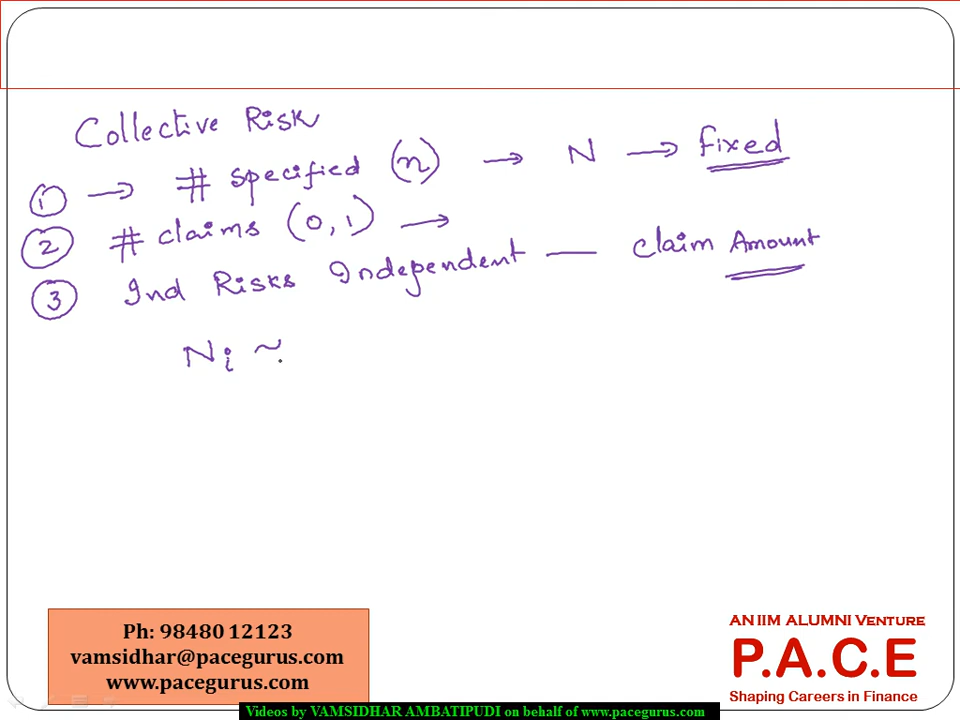 Collective Risk
① → # specified (n) → N → fixed
② # claims (0,1) →
③ Ind Risks Independent — claim Amount
Nᵢ ~
Ph: 98480 12123
vamsidhar@pacegurus.com
www.pacegurus.com
AN IIM ALUMNI VENTURE
P.A.C.E
Shaping Careers in Finance
Videos by VAMSIDHAR AMBATIPUDI on behalf of www.pacegurus.com